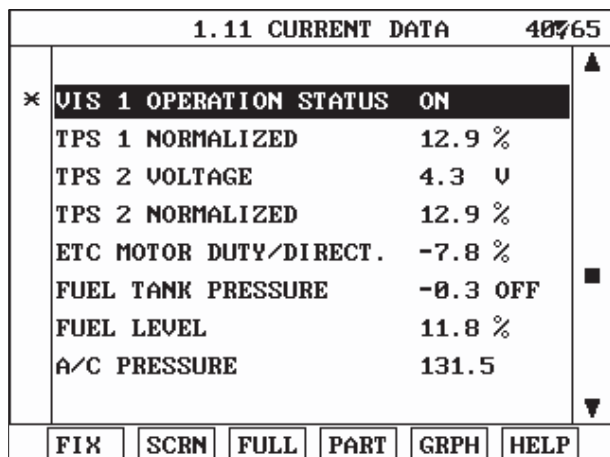 1.11 CURRENT DATA 40/65
* VIS 1 OPERATION STATUS ON
TPS 1 NORMALIZED 12.9 %
TPS 2 VOLTAGE 4.3 V
TPS 2 NORMALIZED 12.9 %
ETC MOTOR DUTY/DIRECT. -7.8 %
FUEL TANK PRESSURE -0.3 OFF
FUEL LEVEL 11.8 %
A/C PRESSURE 131.5
FIX SCRN FULL PART GRPH HELP